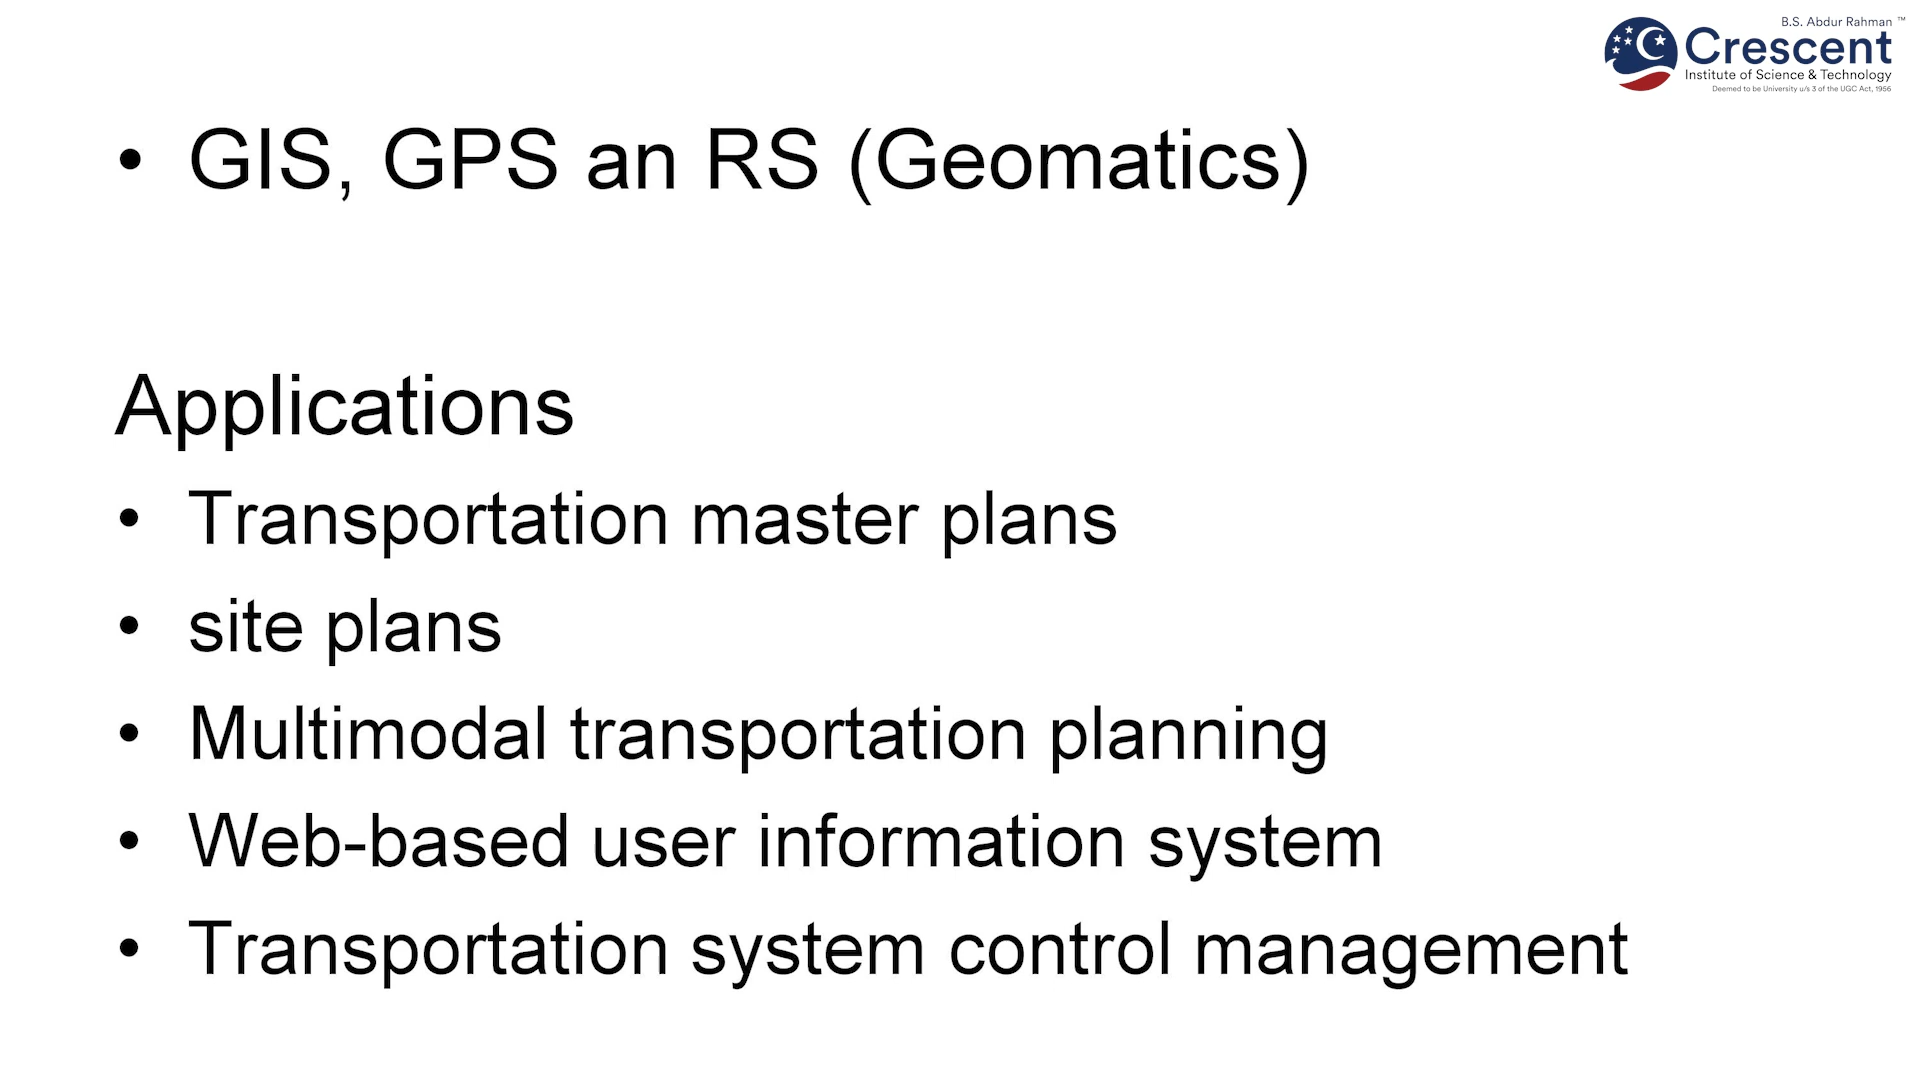 B.S. Abdur Rahman ™
Crescent
Institute of Science & Technology
Deemed to be University u/s 3 of the UGC Act, 1956
• GIS, GPS an RS (Geomatics)
Applications
• Transportation master plans
• site plans
• Multimodal transportation planning
• Web-based user information system
• Transportation system control management